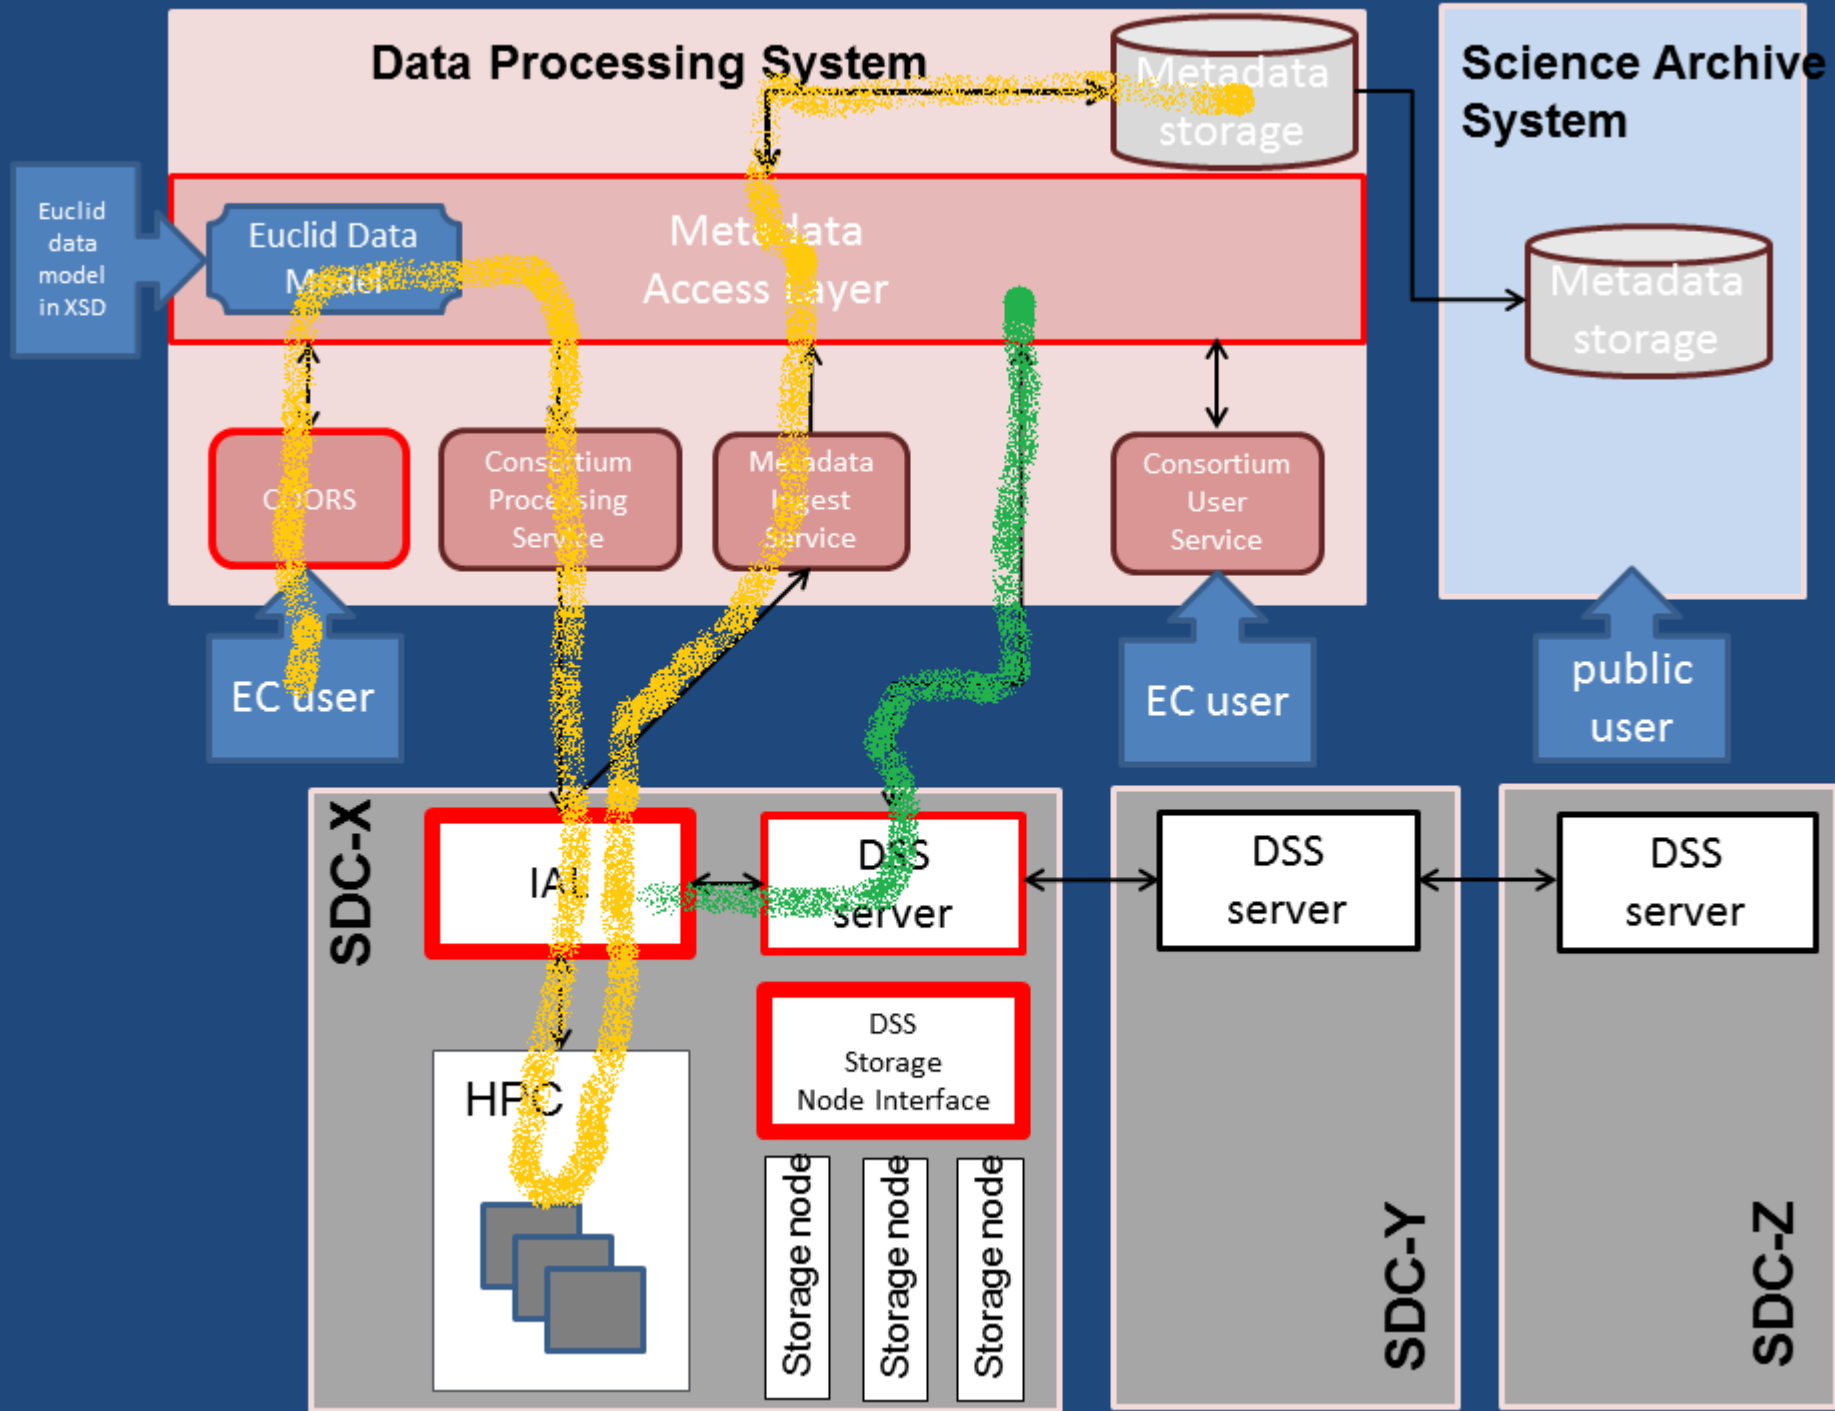 Data Processing System
Metadata
storage
Science Archive
System
Euclid
data
model
in XSD
Euclid Data
Model
Metadata
Access Layer
Metadata
storage
COORS
Consortium
Processing
Service
Metadata
Ingest
Service
Consortium
User
Service
EC user
EC user
public
user
SDC-X
IAL
DSS
server
DSS
server
DSS
server
HPC
DSS
Storage
Node Interface
Storage node
Storage node
Storage node
SDC-Y
SDC-Z